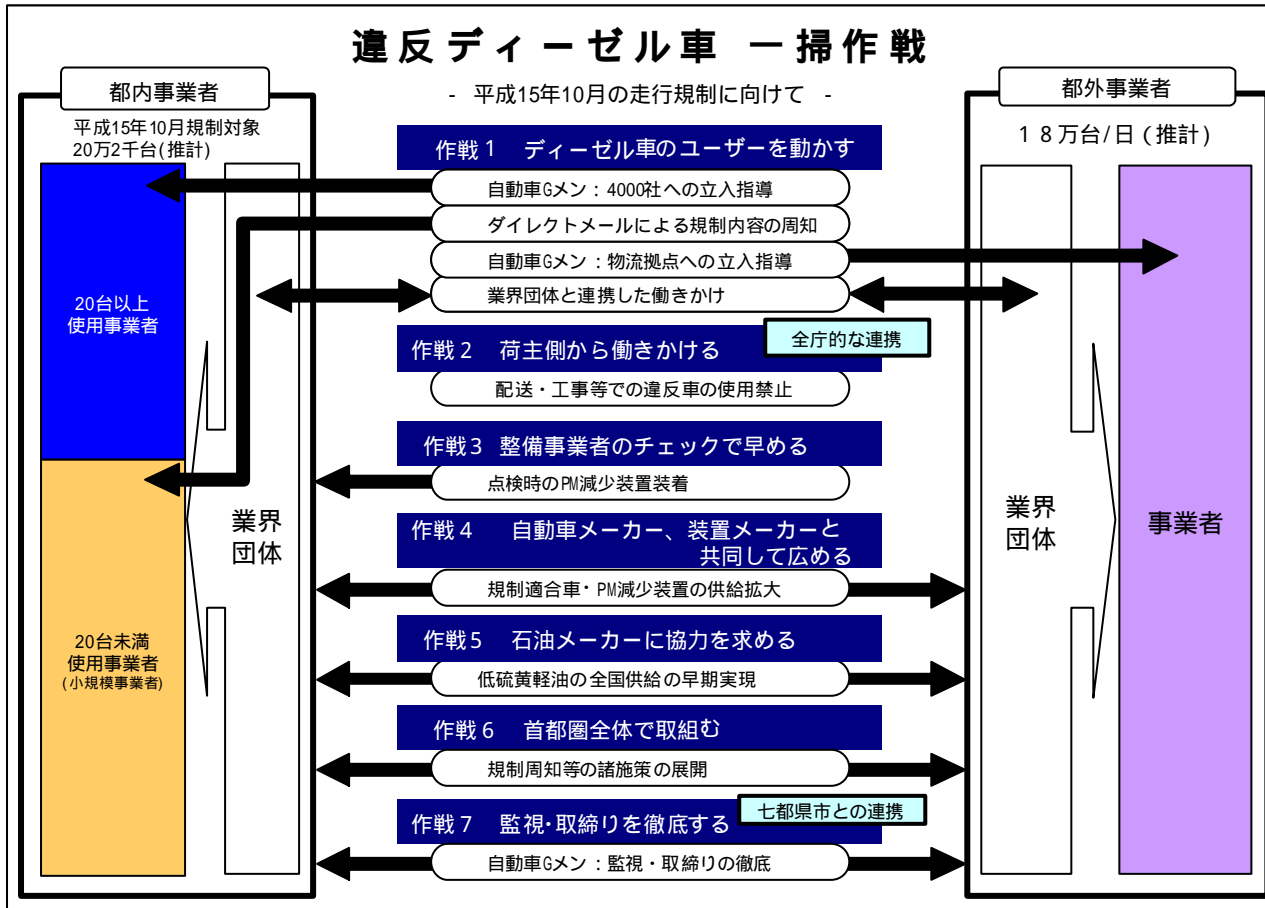 違反ディーゼル車 一掃作戦
- 平成15年10月の走行規制に向けて -
都内事業者
平成15年10月規制対象
20万2千台(推計)
20台以上
使用事業者
20台未満
使用事業者
(小規模事業者)
業界
団体
作戦1 ディーゼル車のユーザーを動かす
自動車Gメン：4000社への立入指導
ダイレクトメールによる規制内容の周知
自動車Gメン：物流拠点への立入指導
業界団体と連携した働きかけ
作戦2 荷主側から働きかける
全庁的な連携
配送・工事等での違反車の使用禁止
作戦3 整備事業者のチェックで早める
点検時のPM減少装置装着
作戦4 自動車メーカー、装置メーカーと
共同して広める
規制適合車・PM減少装置の供給拡大
作戦5 石油メーカーに協力を求める
低硫黄軽油の全国供給の早期実現
作戦6 首都圏全体で取組む
規制周知等の諸施策の展開
作戦7 監視・取締りを徹底する
七都県市との連携
自動車Gメン：監視・取締りの徹底
都外事業者
１８万台/日(推計)
業界
団体
事業者